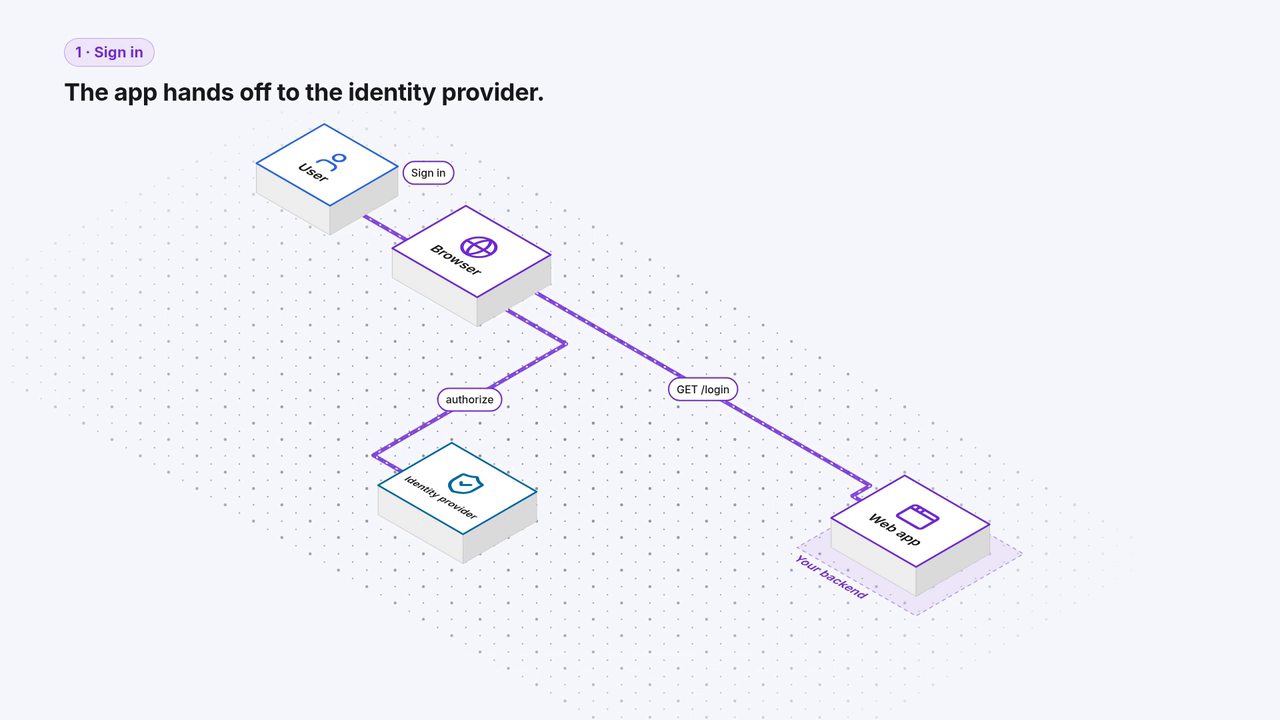 1 · Sign in
The app hands off to the identity provider.
User
Sign in
Browser
GET /login
authorize
Identity provider
Web app
Your backend